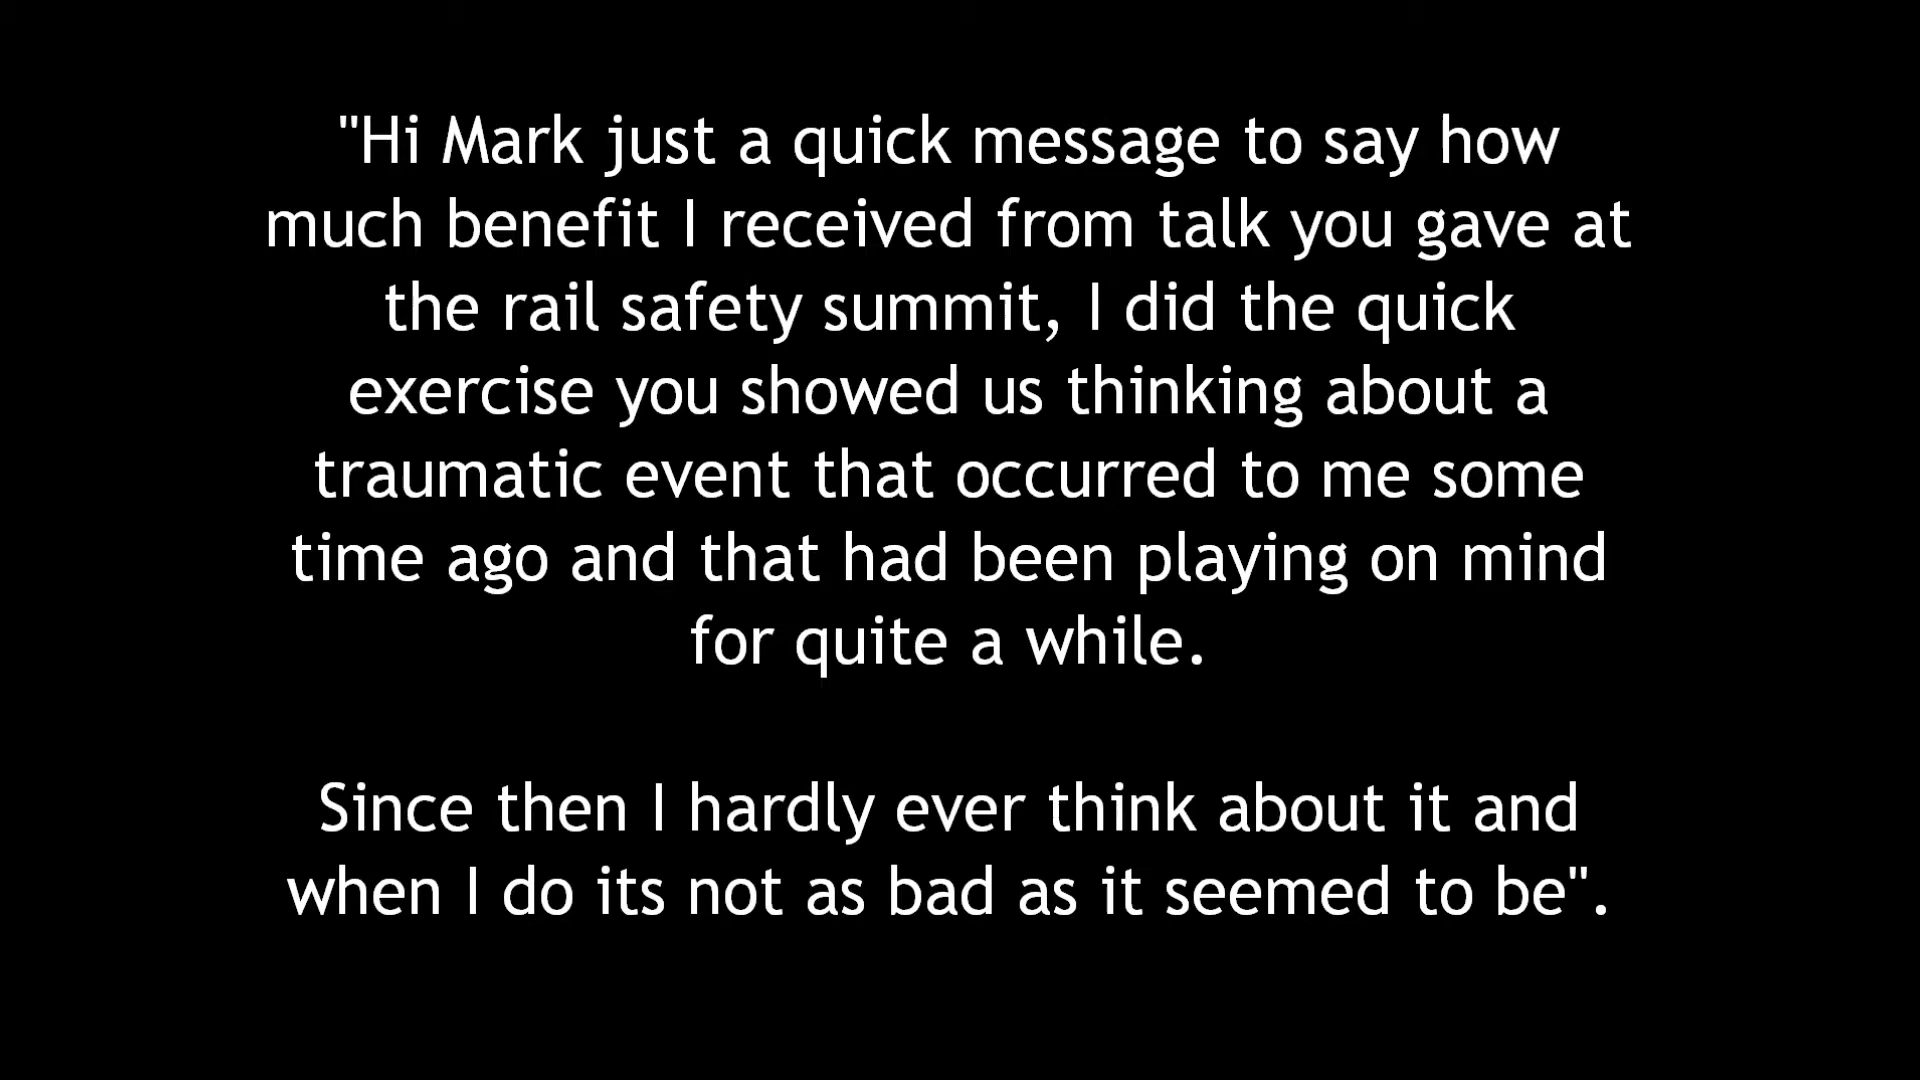 "Hi Mark just a quick message to say how
much benefit I received from talk you gave at
the rail safety summit, I did the quick
exercise you showed us thinking about a
traumatic event that occurred to me some
time ago and that had been playing on mind
for quite a while.
Since then I hardly ever think about it and
when I do its not as bad as it seemed to be".